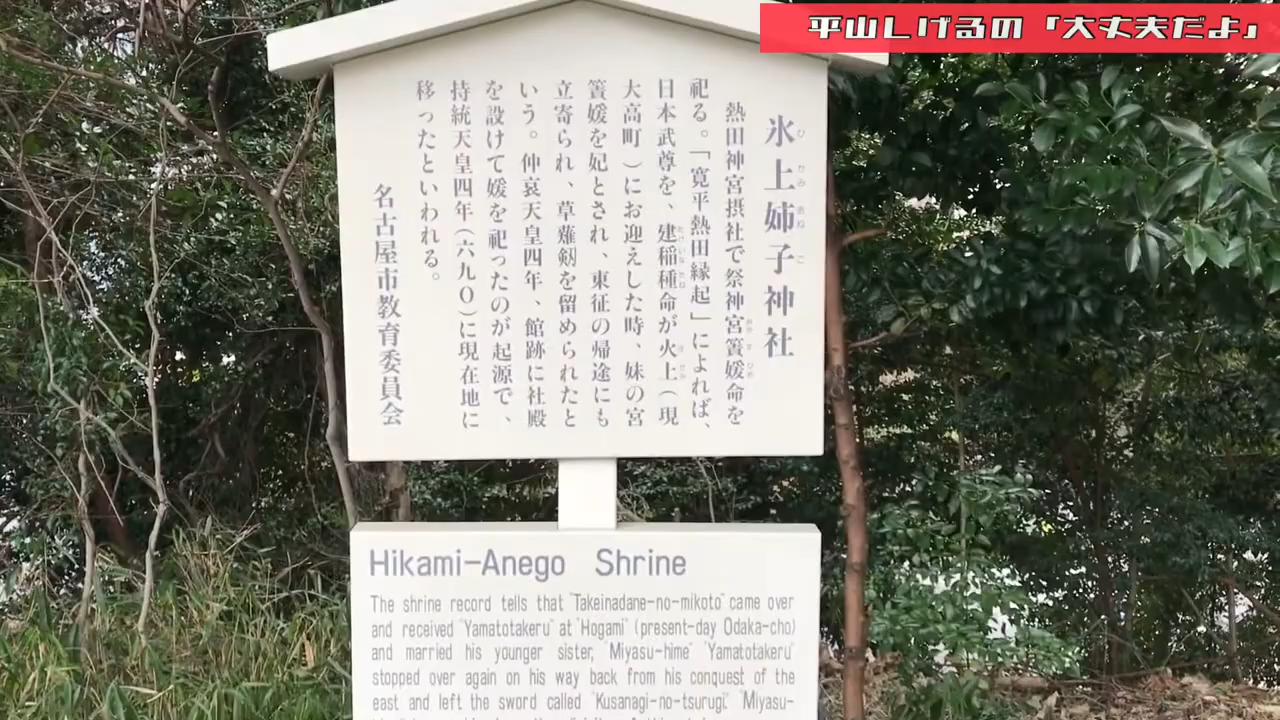 平山しげるの「大丈夫だよ」
氷上姉子神社
ひかみあねご
熱田神宮摂社で祭神宮簀媛命を
祀る。「寛平熱田縁起」によれば、
日本武尊を、建稲種命が火上(現
大高町)にお迎えした時、妹の宮
簀媛を妃とされ、東征の帰途にも
立寄られ、草薙剱を留められたと
いう。仲哀天皇四年、館跡に社殿
を設けて媛を祀ったのが起源で、
持統天皇四年(六九〇)に現在地に
移ったといわれる。
名古屋市教育委員会
Hikami-Anego Shrine
The shrine record tells that "Takeinadane-no-mikoto" came over
and received "Yamatotakeru" at "Hogami" (present-day Odaka-cho)
and married his younger sister, "Miyasu-hime" "Yamatotakeru"
stopped over again on his way back from his conquest of the
east and left the sword called "Kusanagi-no-tsurugi." "Miyasu-